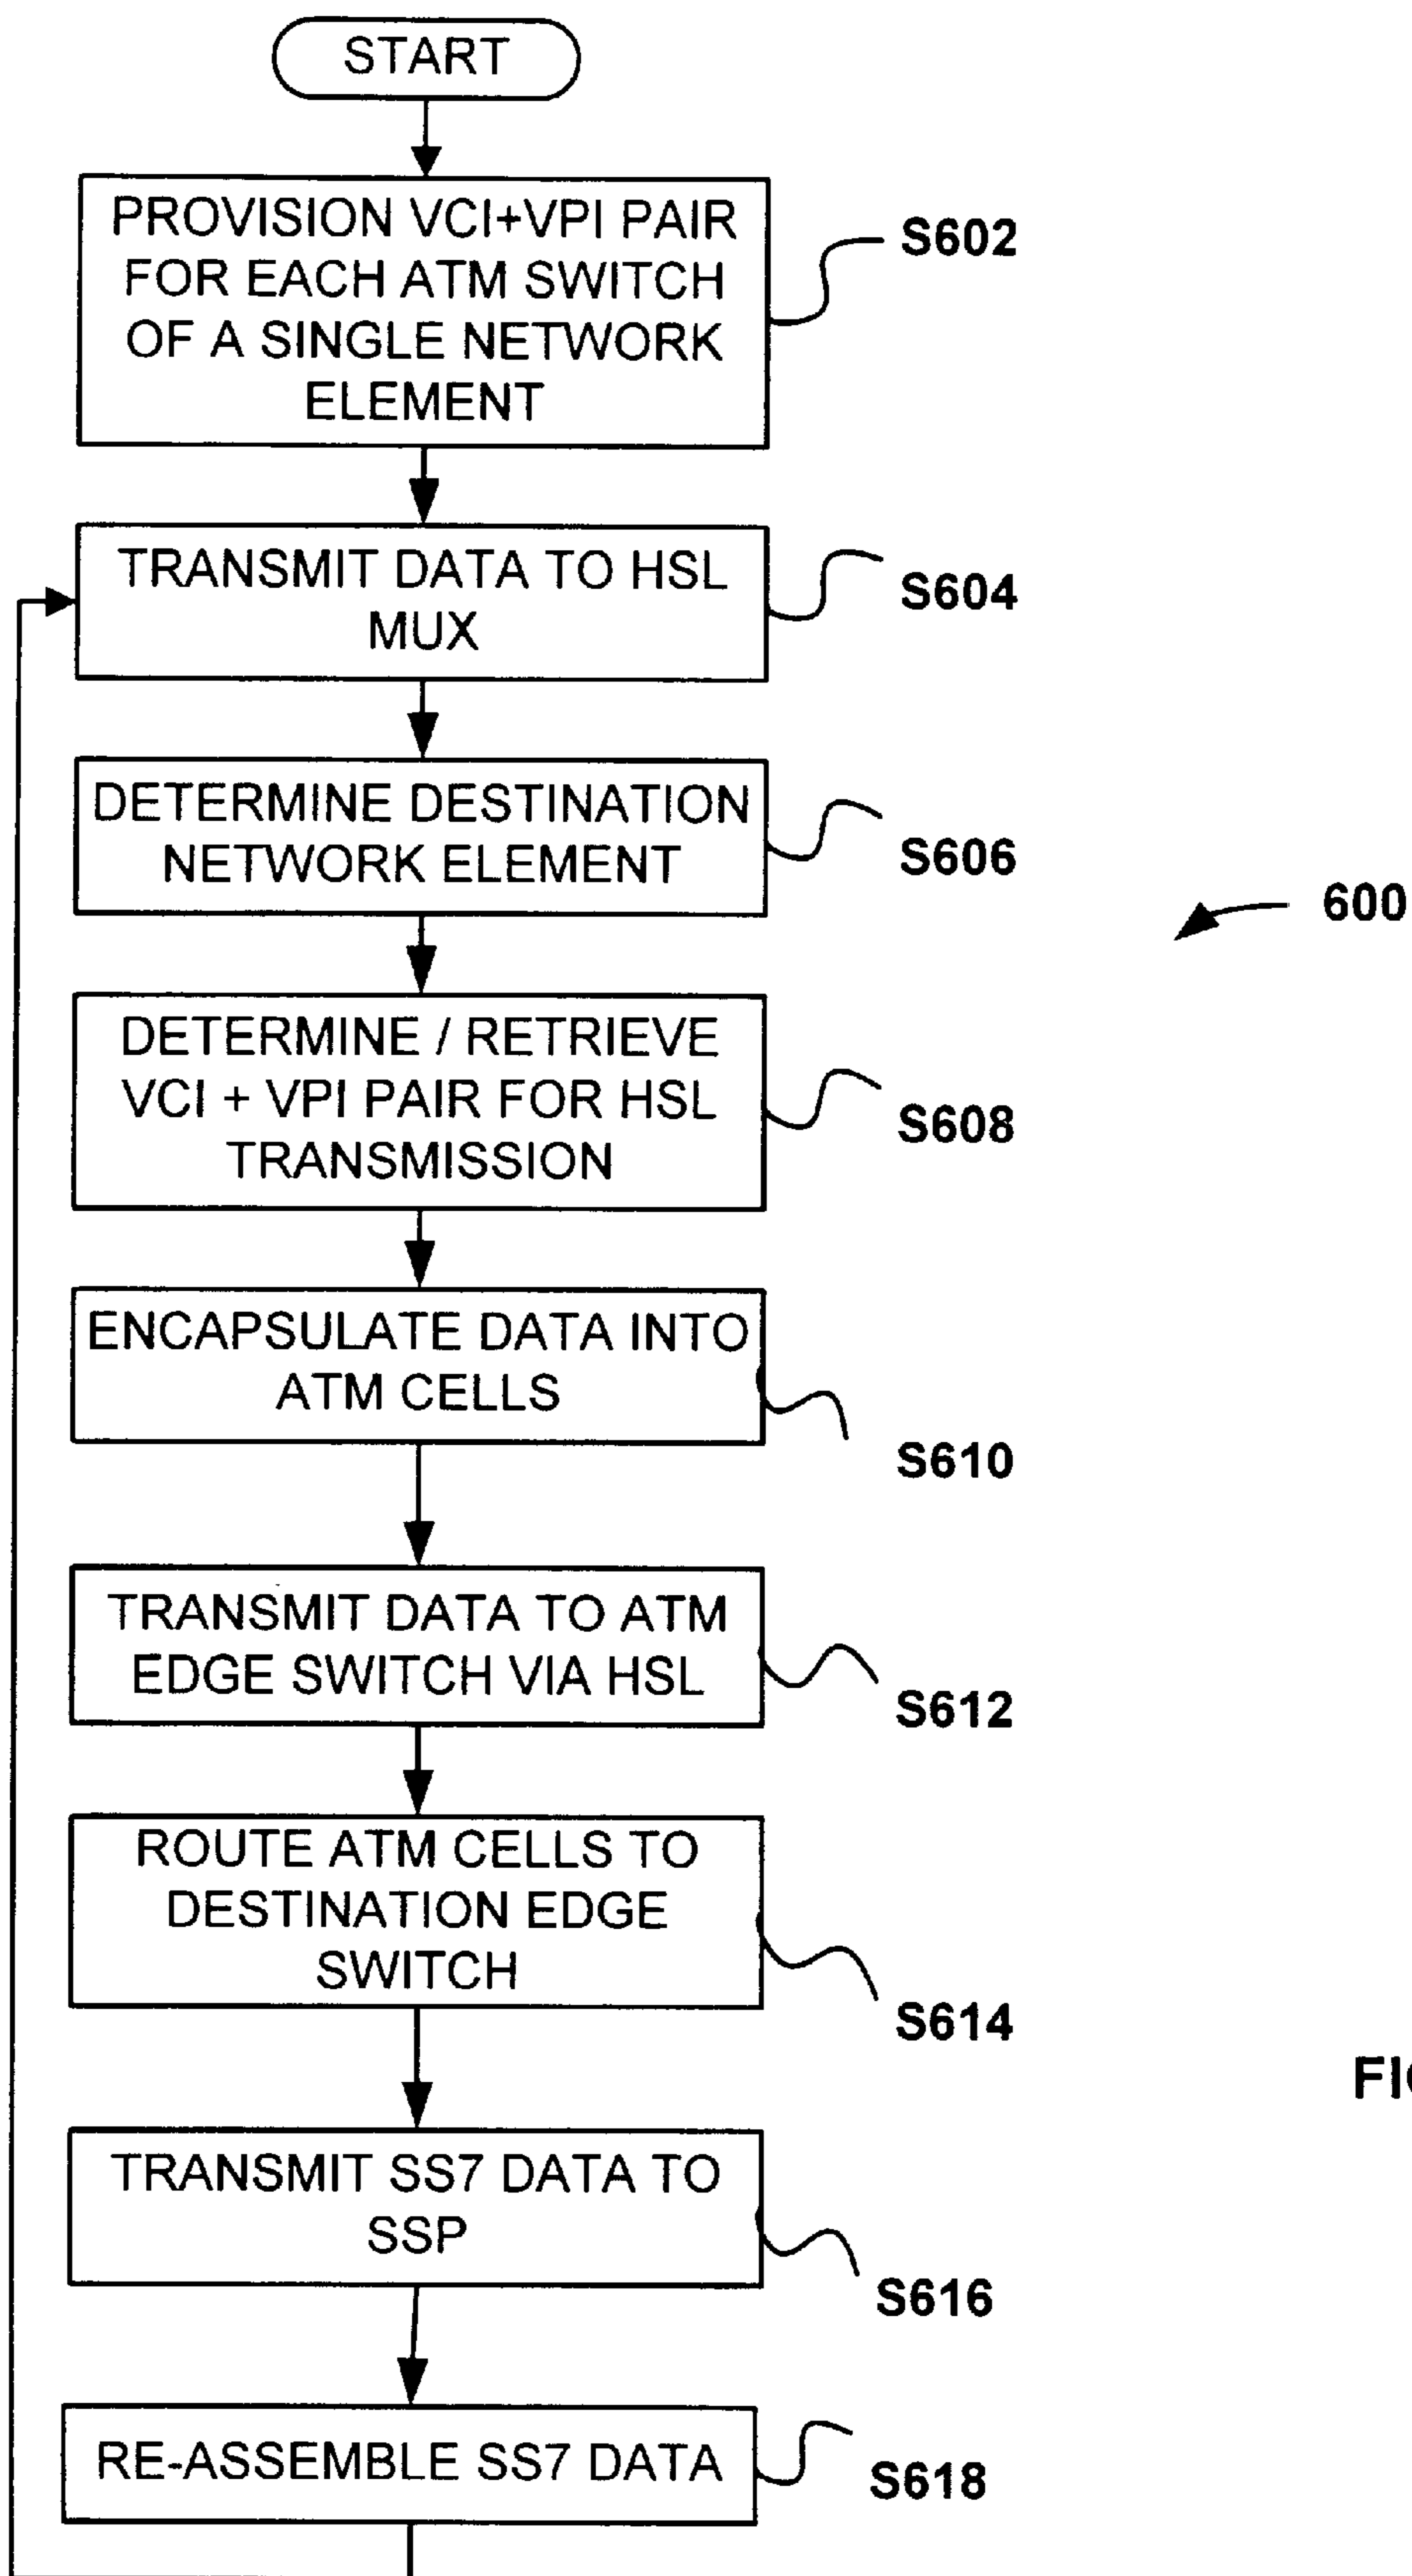 START
PROVISION VCI+VPI PAIR
FOR EACH ATM SWITCH
OF A SINGLE NETWORK
ELEMENT
S602
TRANSMIT DATA TO HSL
MUX
S604
DETERMINE DESTINATION
NETWORK ELEMENT
S606
600
DETERMINE / RETRIEVE
VCI + VPI PAIR FOR HSL
TRANSMISSION
S608
ENCAPSULATE DATA INTO
ATM CELLS
S610
TRANSMIT DATA TO ATM
EDGE SWITCH VIA HSL
S612
ROUTE ATM CELLS TO
DESTINATION EDGE
SWITCH
S614
TRANSMIT SS7 DATA TO
SSP
S616
RE-ASSEMBLE SS7 DATA
S618